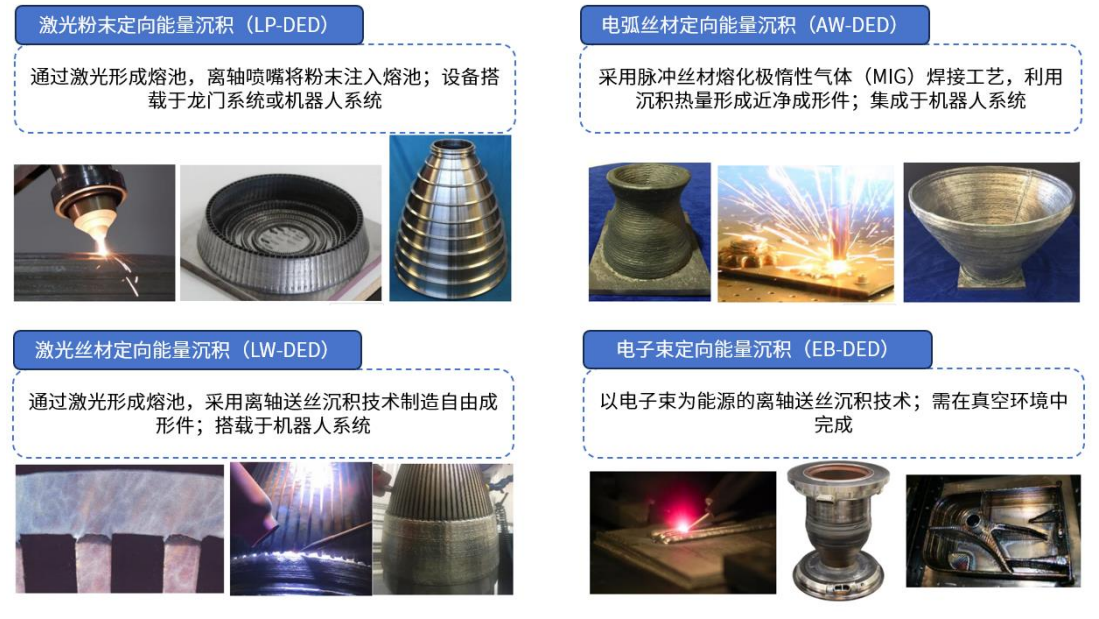 激光粉末定向能量沉积（LP-DED）
通过激光形成熔池，离轴喷嘴将粉末注入熔池；设备搭
载于龙门系统或机器人系统
电弧丝材定向能量沉积（AW-DED）
采用脉冲丝材熔化极惰性气体（MIG）焊接工艺，利用
沉积热量形成近净成形件；集成于机器人系统
激光丝材定向能量沉积（LW-DED）
通过激光形成熔池，采用离轴送丝沉积技术制造自由成
形件；搭载于机器人系统
电子束定向能量沉积（EB-DED）
以电子束为能源的离轴送丝沉积技术；需在真空环境中
完成